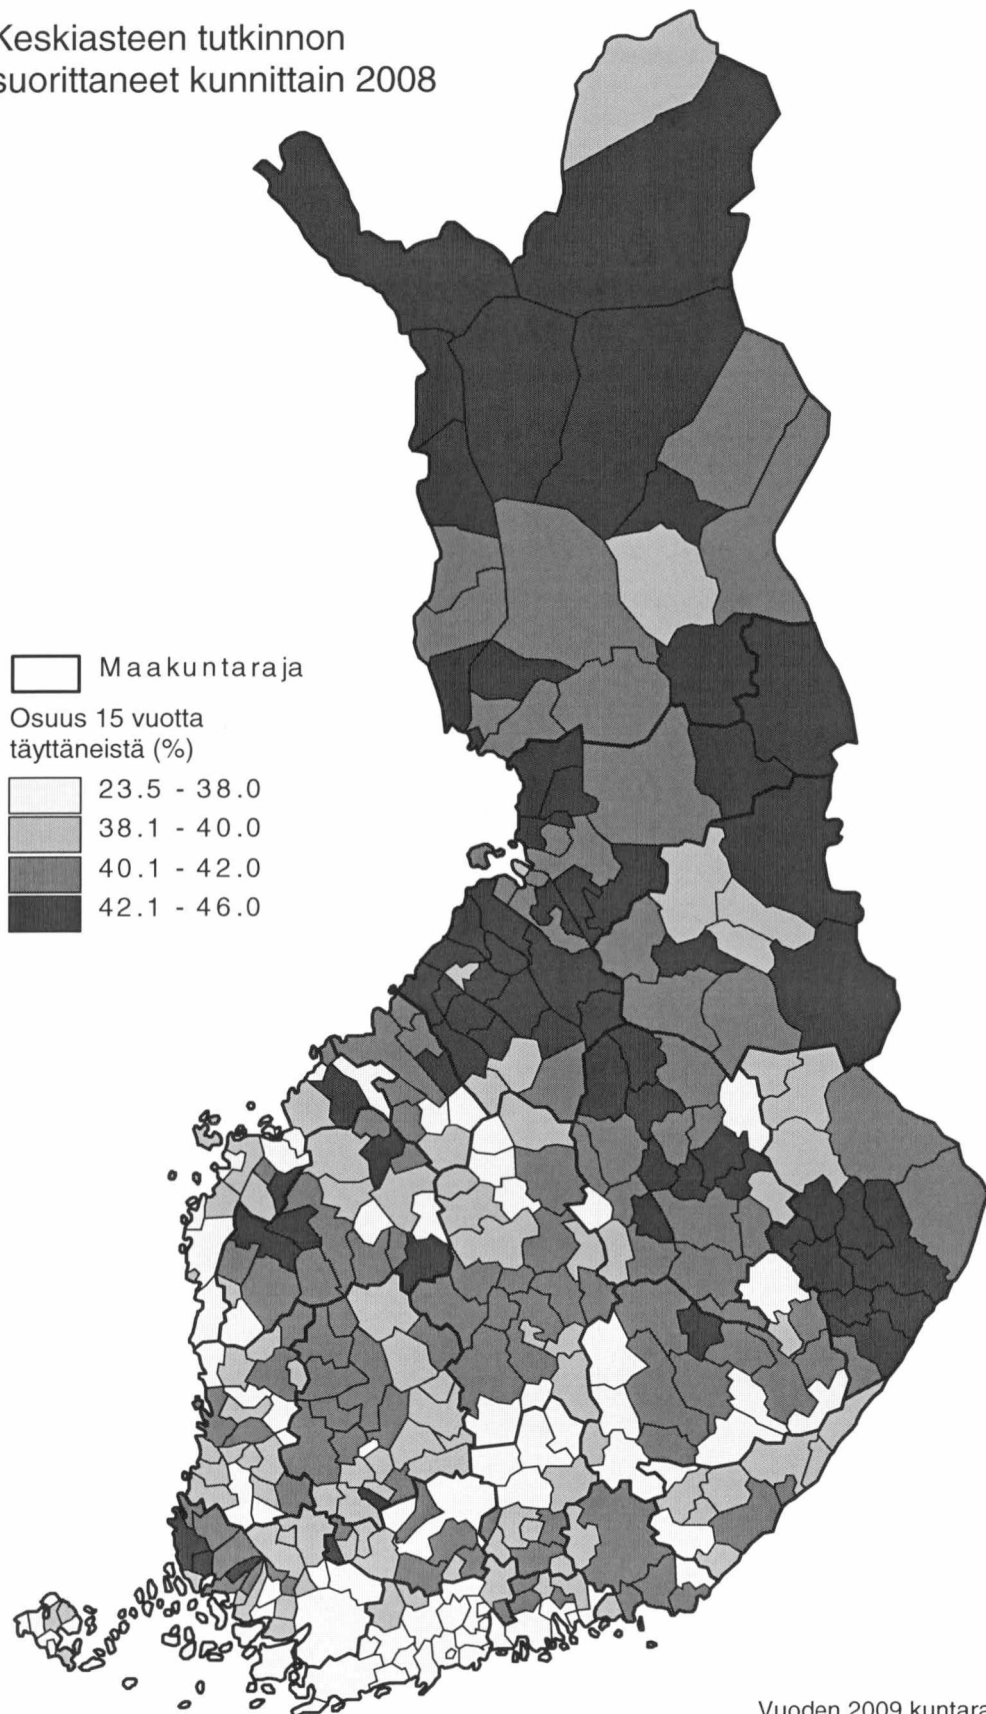 Keskiasteen tutkinnon
suorittaneet kunnittain 2008
Maakuntaraja
Osuus 15 vuotta
täyttäneistä (%)
23.5 - 38.0
38.1 - 40.0
40.1 - 42.0
42.1 - 46.0
Vuoden 2009